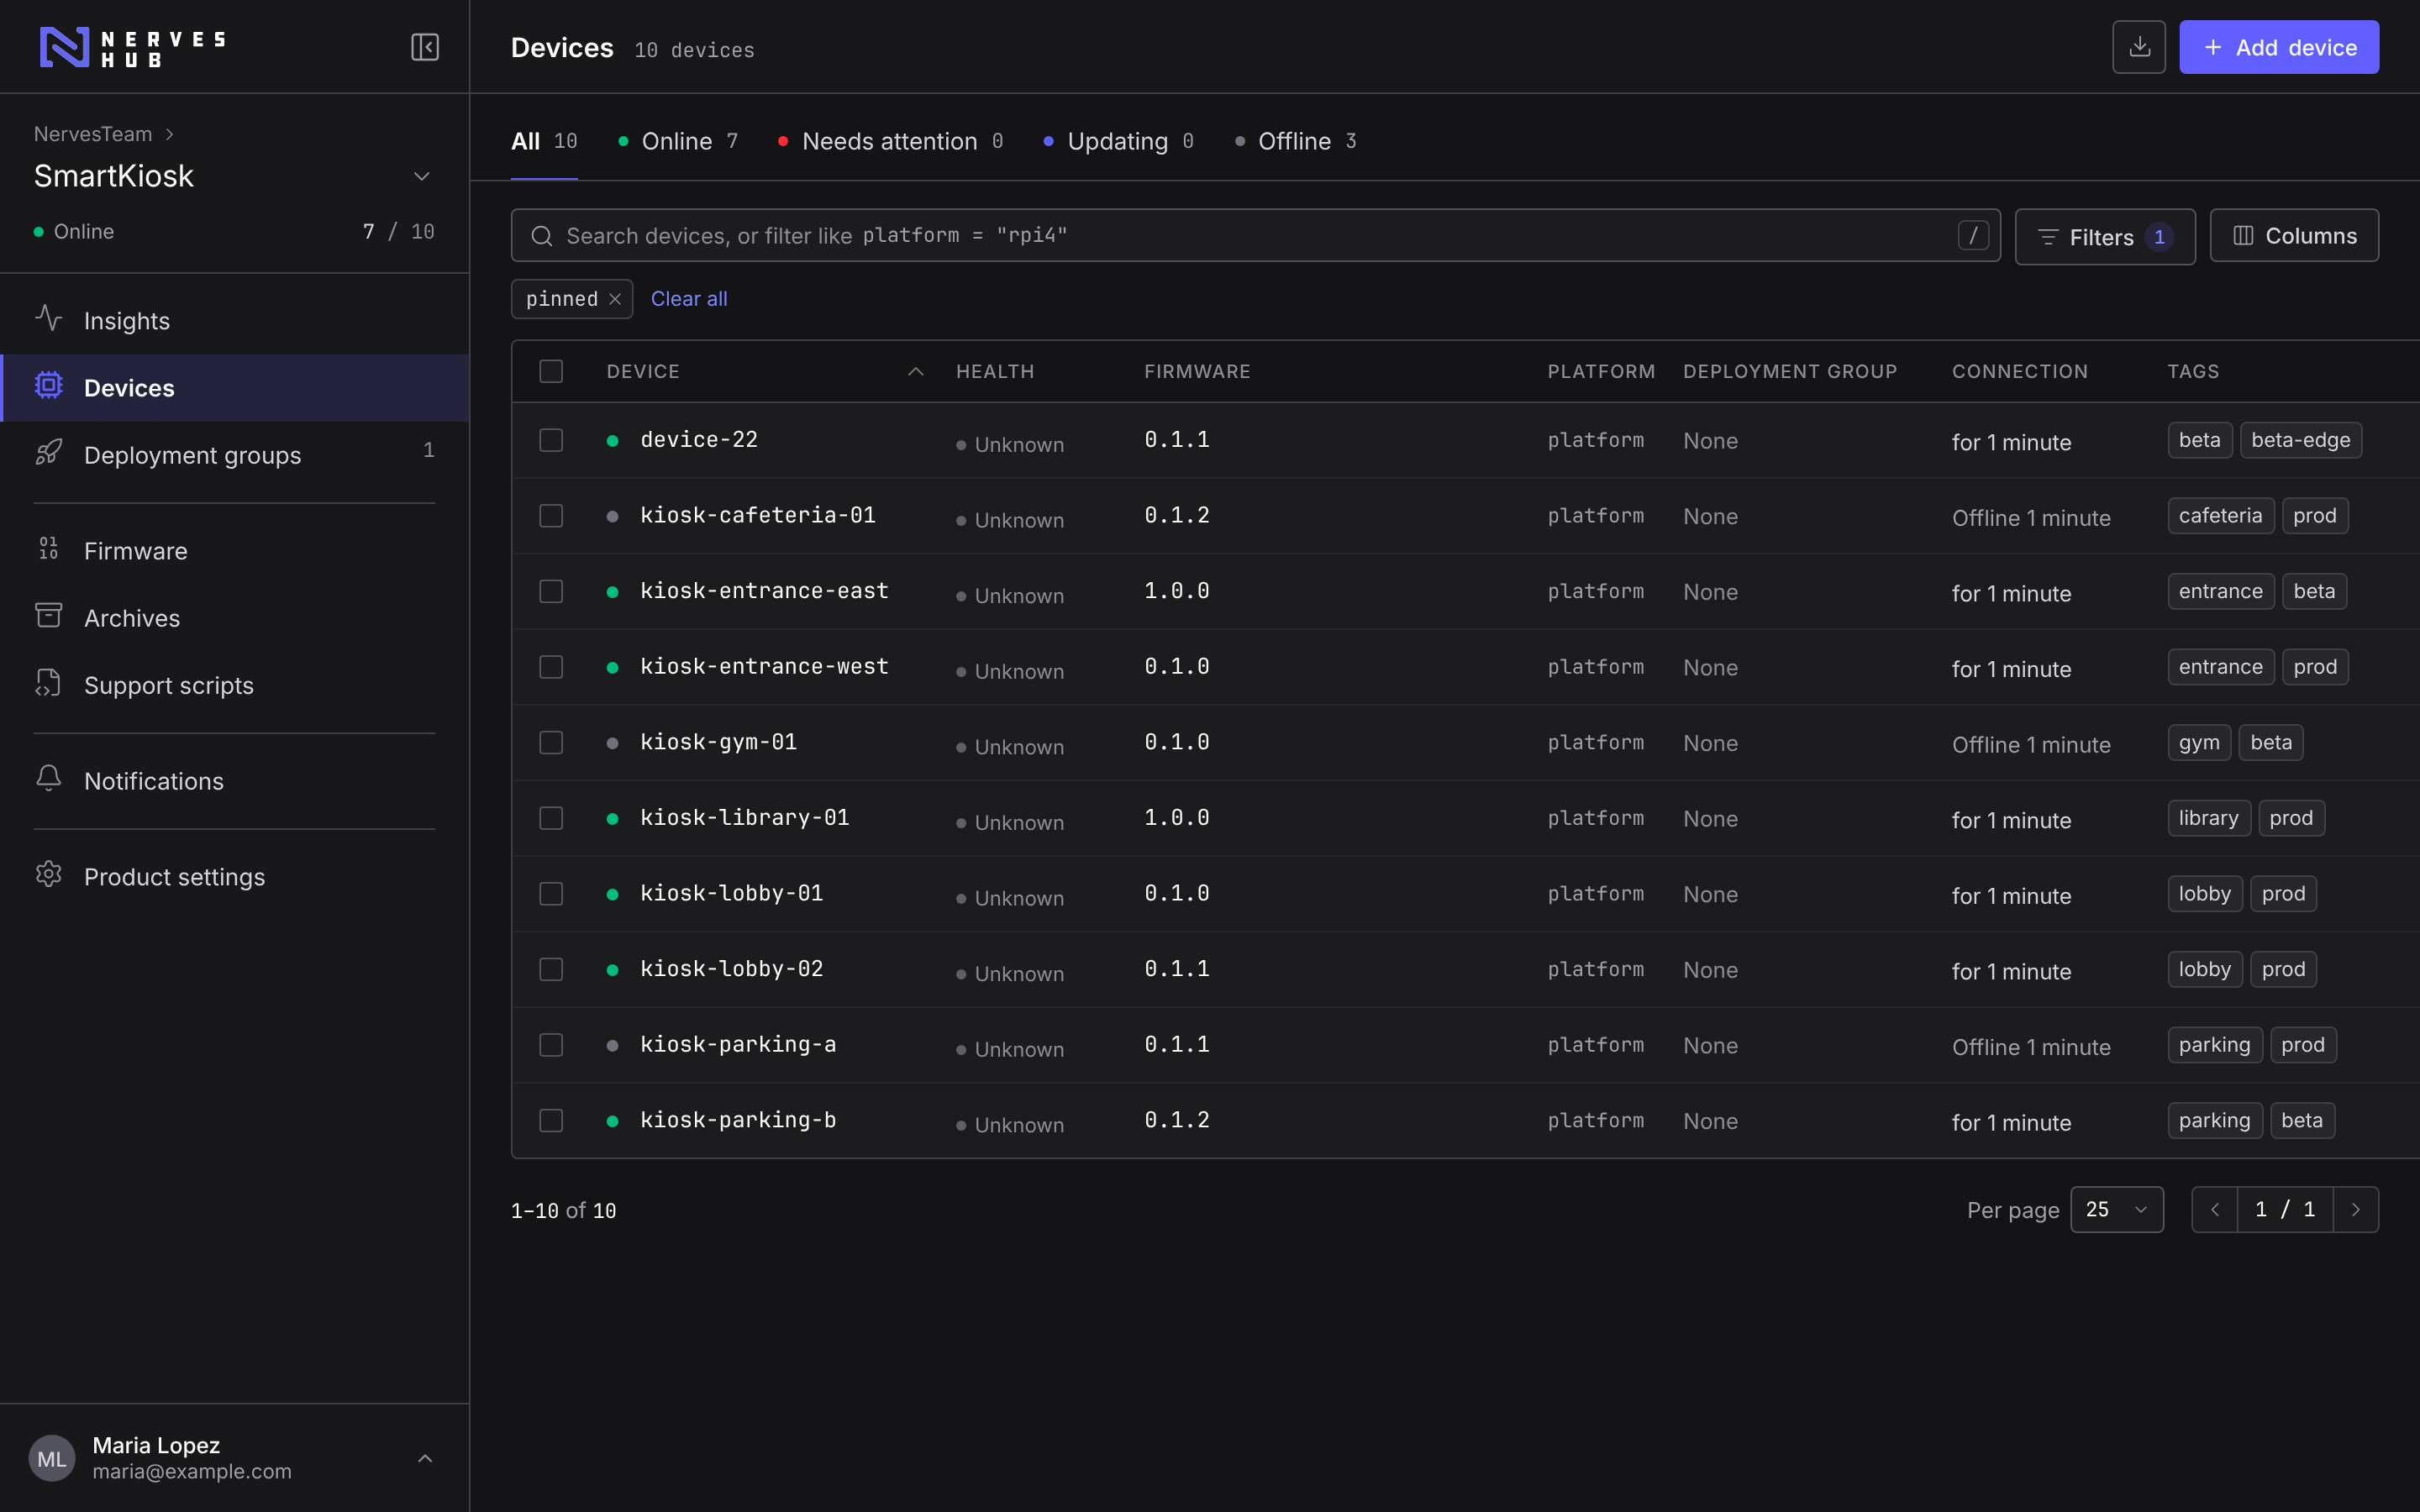 NERVES
HUB
NervesTeam
SmartKiosk
Online 7 / 10
Insights
Devices
Deployment groups 1
Firmware
Archives
Support scripts
Notifications
Product settings
ML
Maria Lopez
maria@example.com
Devices 10 devices
+ Add device
All 10 Online 7 Needs attention 0 Updating 0 Offline 3
Search devices, or filter like platform = "rpi4" /
Filters 1
Columns
pinned Clear all
DEVICE HEALTH FIRMWARE PLATFORM DEPLOYMENT GROUP CONNECTION TAGS
device-22 Unknown 0.1.1 platform None for 1 minute beta beta-edge
kiosk-cafeteria-01 Unknown 0.1.2 platform None Offline 1 minute cafeteria prod
kiosk-entrance-east Unknown 1.0.0 platform None for 1 minute entrance beta
kiosk-entrance-west Unknown 0.1.0 platform None for 1 minute entrance prod
kiosk-gym-01 Unknown 0.1.0 platform None Offline 1 minute gym beta
kiosk-library-01 Unknown 1.0.0 platform None for 1 minute library prod
kiosk-lobby-01 Unknown 0.1.0 platform None for 1 minute lobby prod
kiosk-lobby-02 Unknown 0.1.1 platform None for 1 minute lobby prod
kiosk-parking-a Unknown 0.1.1 platform None Offline 1 minute parking prod
kiosk-parking-b Unknown 0.1.2 platform None for 1 minute parking beta
1–10 of 10
Per page 25
1 / 1